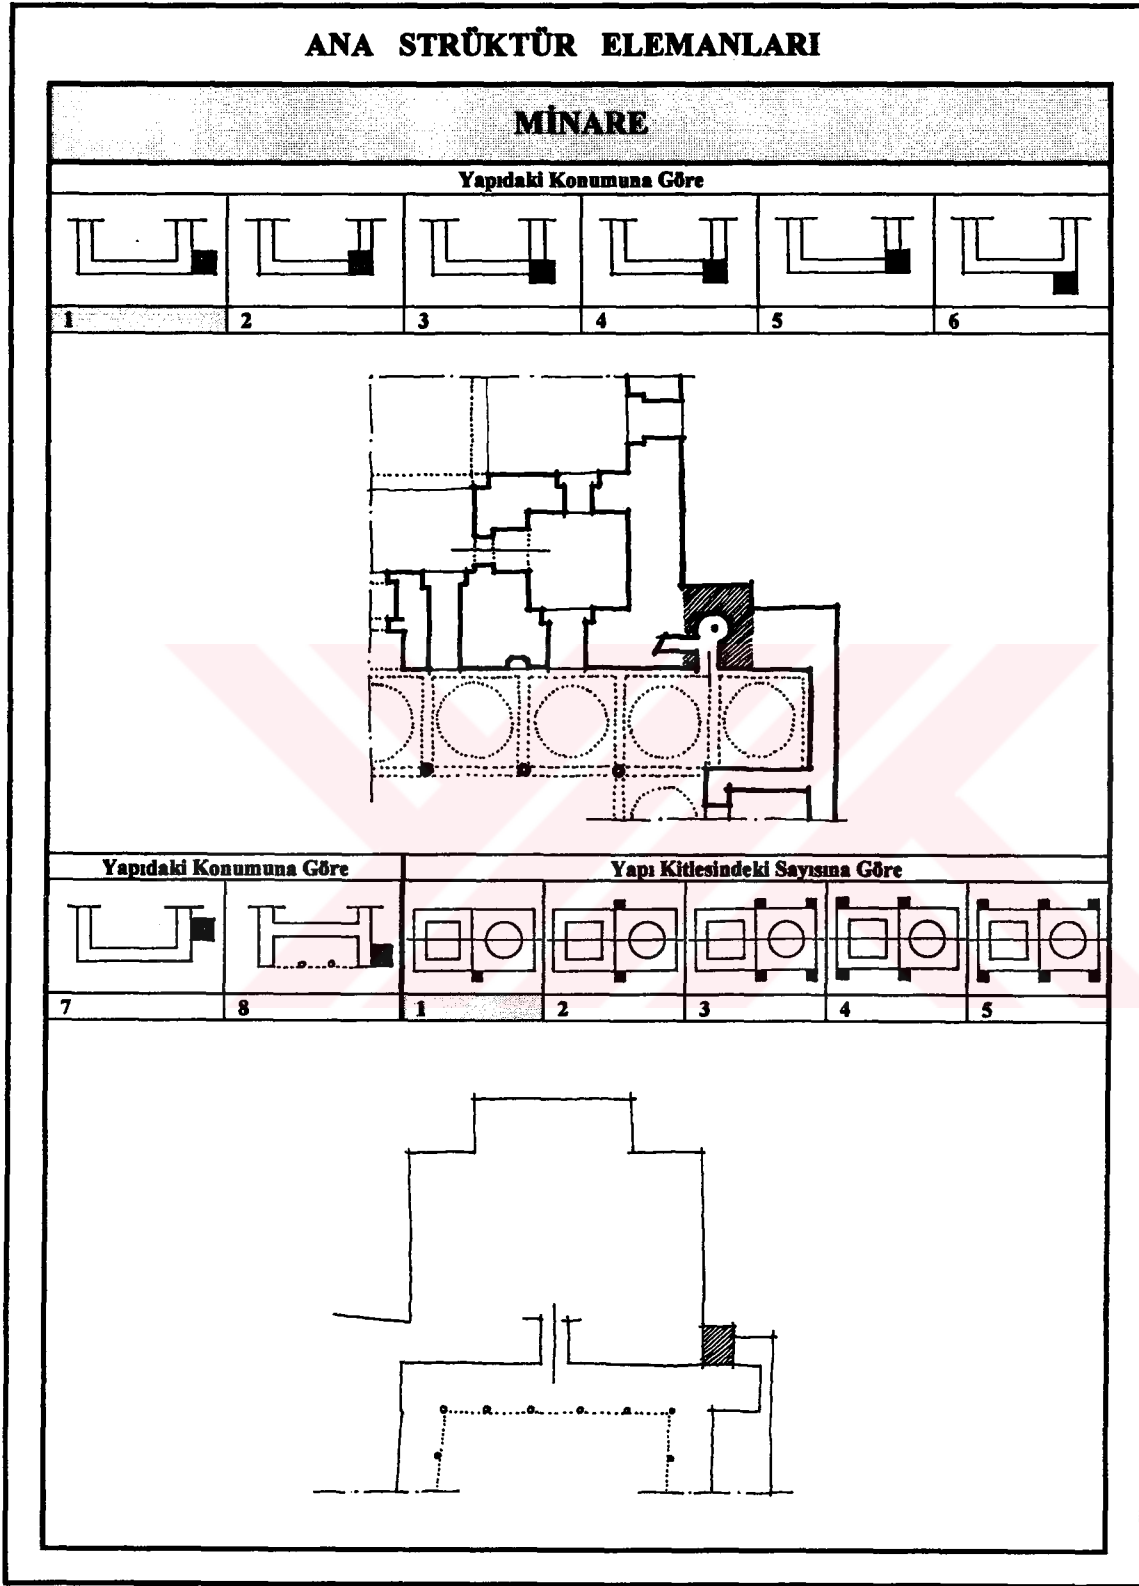 ANA STRÜKTÜR ELEMANLARI
MİNARE
Yapıdaki Konumuna Göre
1 2 3 4 5 6
Yapıdaki Konumuna Göre Yapı Kitlesindeki Sayısına Göre
7 8 1 2 3 4 5